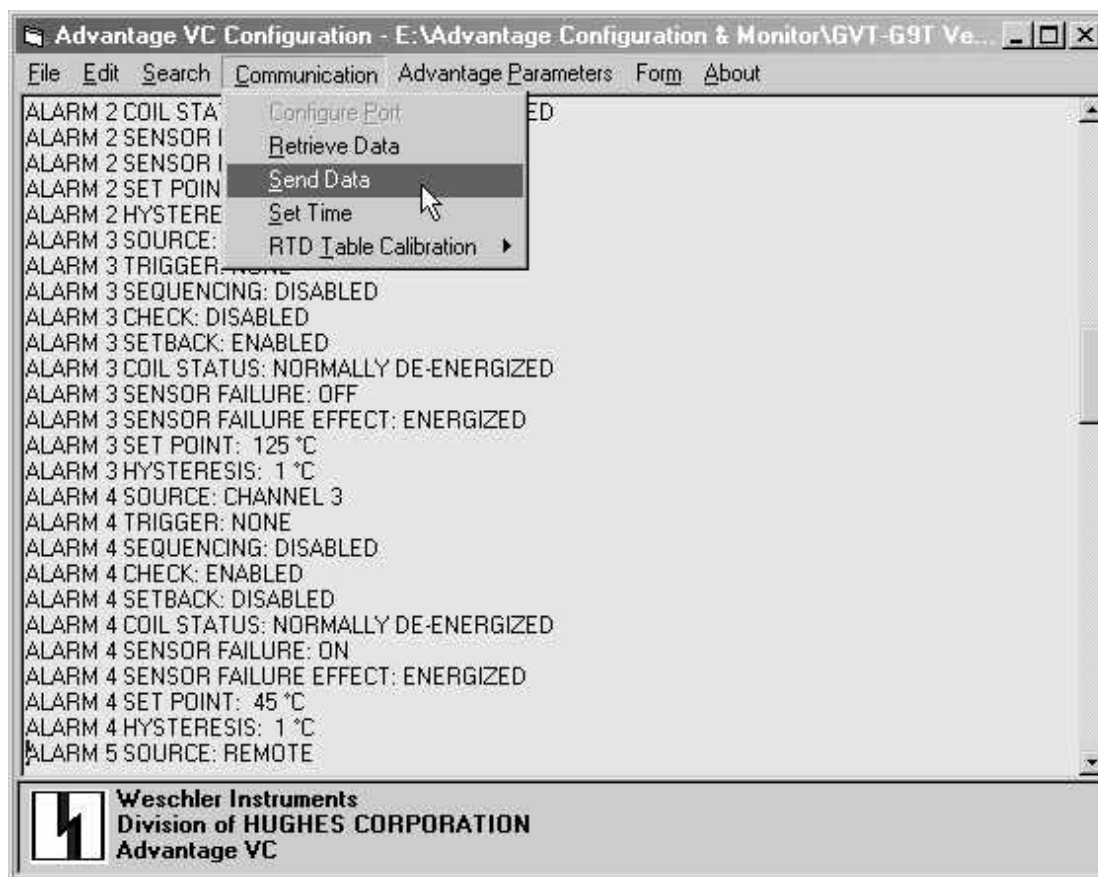 Advantage VC Configuration - E:\Advantage Configuration & Monitor\GVT-G9T Ve...
File Edit Search Communication Advantage Parameters Form About
Configure Port
Retrieve Data
Send Data
Set Time
RTD Table Calibration
ALARM 2 COIL STA ED
ALARM 2 SENSOR
ALARM 2 SENSOR
ALARM 2 SET POIN
ALARM 2 HYSTERE
ALARM 3 SOURCE:
ALARM 3 TRIGGER: NONE
ALARM 3 SEQUENCING: DISABLED
ALARM 3 CHECK: DISABLED
ALARM 3 SETBACK: ENABLED
ALARM 3 COIL STATUS: NORMALLY DE-ENERGIZED
ALARM 3 SENSOR FAILURE: OFF
ALARM 3 SENSOR FAILURE EFFECT: ENERGIZED
ALARM 3 SET POINT: 125 °C
ALARM 3 HYSTERESIS: 1 °C
ALARM 4 SOURCE: CHANNEL 3
ALARM 4 TRIGGER: NONE
ALARM 4 SEQUENCING: DISABLED
ALARM 4 CHECK: ENABLED
ALARM 4 SETBACK: DISABLED
ALARM 4 COIL STATUS: NORMALLY DE-ENERGIZED
ALARM 4 SENSOR FAILURE: ON
ALARM 4 SENSOR FAILURE EFFECT: ENERGIZED
ALARM 4 SET POINT: 45 °C
ALARM 4 HYSTERESIS: 1 °C
ALARM 5 SOURCE: REMOTE
Weschler Instruments
Division of HUGHES CORPORATION
Advantage VC